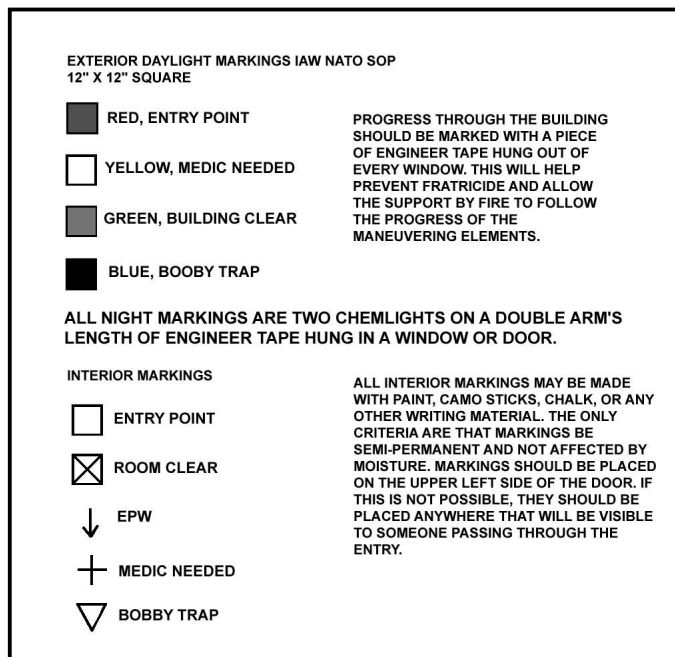 EXTERIOR DAYLIGHT MARKINGS IAW NATO SOP
12" X 12" SQUARE
RED, ENTRY POINT
YELLOW, MEDIC NEEDED
GREEN, BUILDING CLEAR
BLUE, BOOBY TRAP
PROGRESS THROUGH THE BUILDING
SHOULD BE MARKED WITH A PIECE
OF ENGINEER TAPE HUNG OUT OF
EVERY WINDOW. THIS WILL HELP
PREVENT FRATRICIDE AND ALLOW
THE SUPPORT BY FIRE TO FOLLOW
THE PROGRESS OF THE
MANEUVERING ELEMENTS.
ALL NIGHT MARKINGS ARE TWO CHEMLIGHTS ON A DOUBLE ARM'S
LENGTH OF ENGINEER TAPE HUNG IN A WINDOW OR DOOR.
INTERIOR MARKINGS
ENTRY POINT
ROOM CLEAR
EPW
MEDIC NEEDED
BOBBY TRAP
ALL INTERIOR MARKINGS MAY BE MADE
WITH PAINT, CAMO STICKS, CHALK, OR ANY
OTHER WRITING MATERIAL. THE ONLY
CRITERIA ARE THAT MARKINGS BE
SEMI-PERMANENT AND NOT AFFECTED BY
MOISTURE. MARKINGS SHOULD BE PLACED
ON THE UPPER LEFT SIDE OF THE DOOR. IF
THIS IS NOT POSSIBLE, THEY SHOULD BE
PLACED ANYWHERE THAT WILL BE VISIBLE
TO SOMEONE PASSING THROUGH THE
ENTRY.